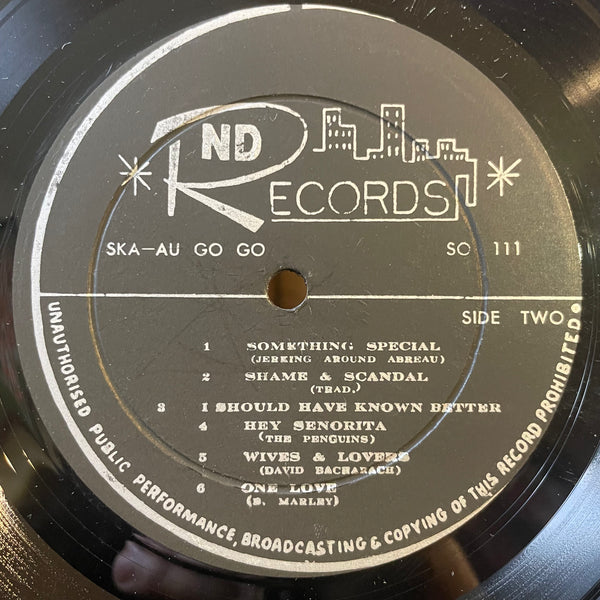 ND
RECORDS
SKA—AU GO GO SO 111
SIDE TWO
1 SOMETHING SPECIAL
(JERKING AROUND ABREAU)
2 SHAME & SCANDAL
(TRAD.)
3 I SHOULD HAVE KNOWN BETTER
4 HEY SENORITA
(THE PENGUINS)
5 WIVES & LOVERS
(DAVID BACHARACH)
6 ONE LOVE
(B. MARLEY)
UNAUTHORISED PUBLIC PERFORMANCE, BROADCASTING & COPYING OF THIS RECORD PROHIBITED.